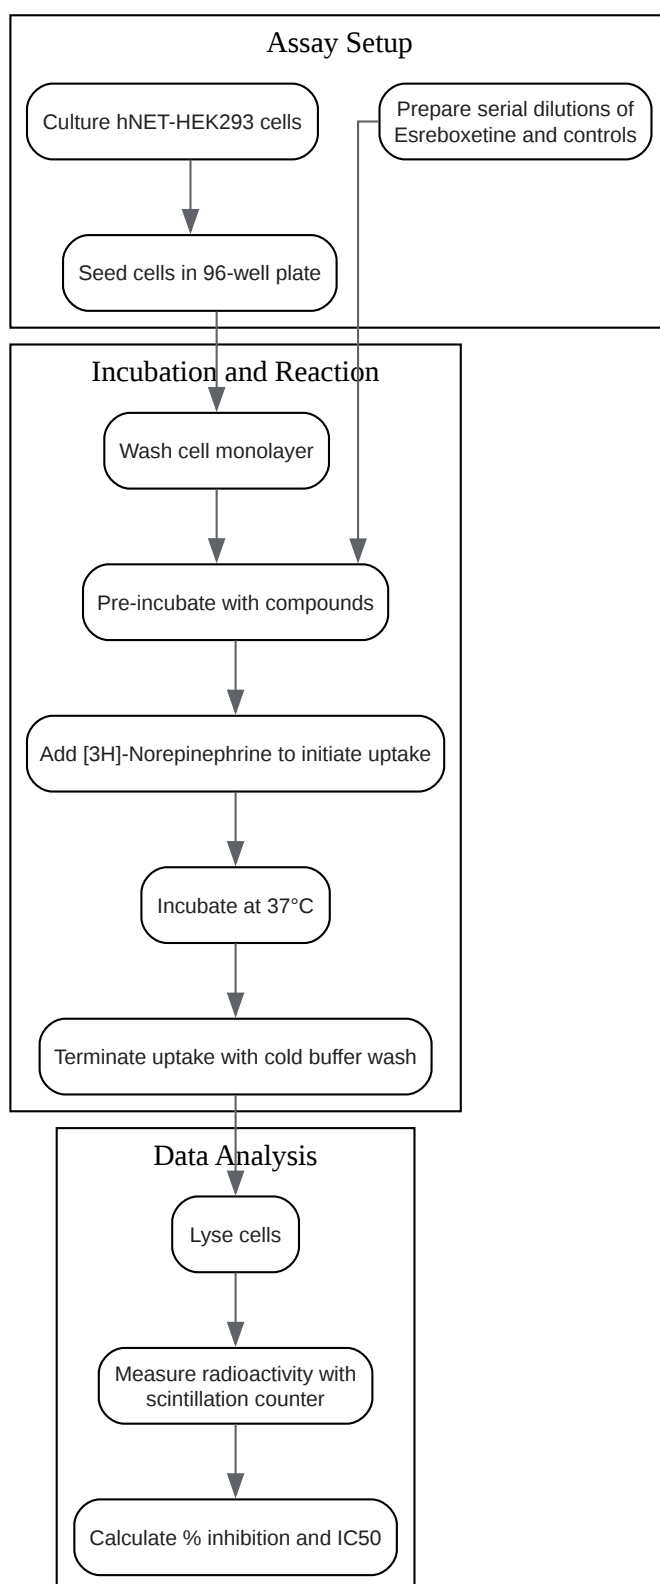 Assay Setup
Culture hNET-HEK293 cells
Prepare serial dilutions of
Esreboxetine and controls
Seed cells in 96-well plate
Incubation and Reaction
Wash cell monolayer
Pre-incubate with compounds
Add [3H]-Norepinephrine to initiate uptake
Incubate at 37°C
Terminate uptake with cold buffer wash
Data Analysis
Lyse cells
Measure radioactivity with
scintillation counter
Calculate % inhibition and IC50